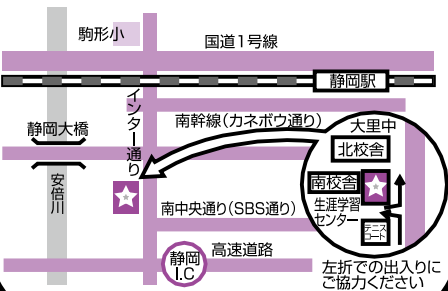 駒形小
国道1号線
静岡駅
インター通り
南幹線(カネボウ通り)
静岡大橋
大里中
北校舎
南校舎
安倍川
生涯学習
センター
南中央通り(SBS通り)
テニス
コート
高速道路
静岡
I.C
左折での出入りに
ご協力ください